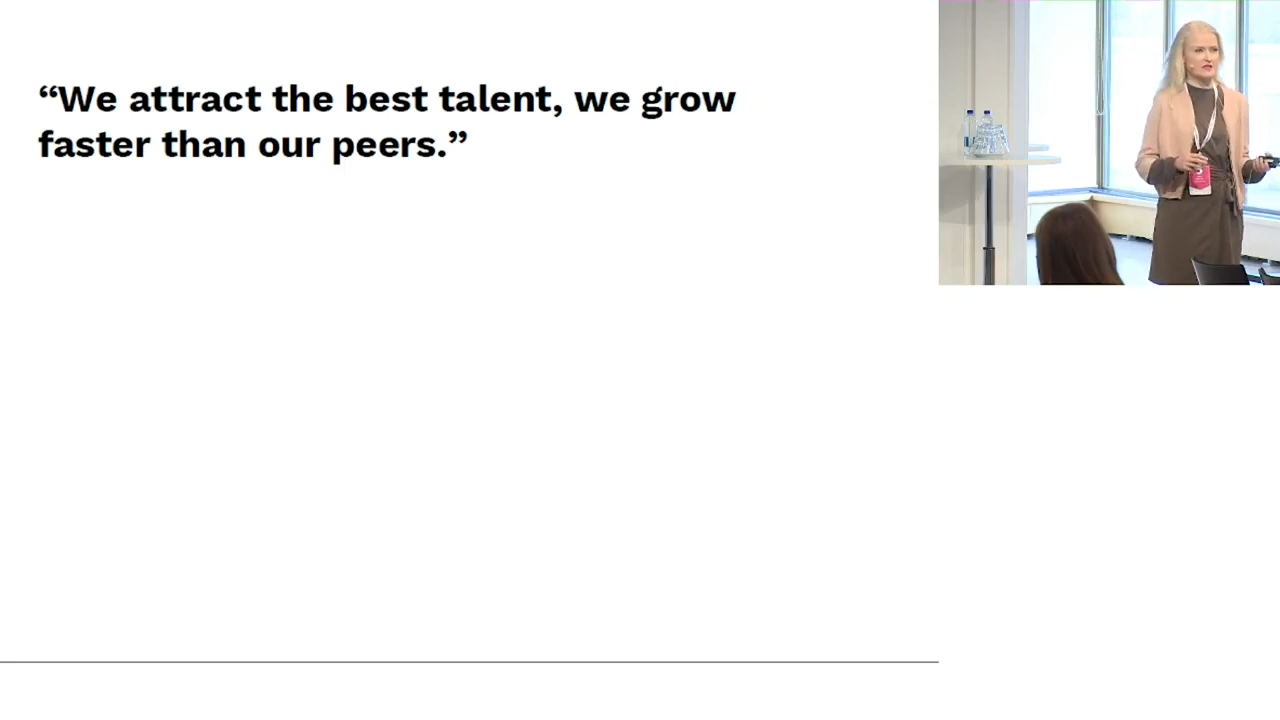 “We attract the best talent, we grow
faster than our peers.”